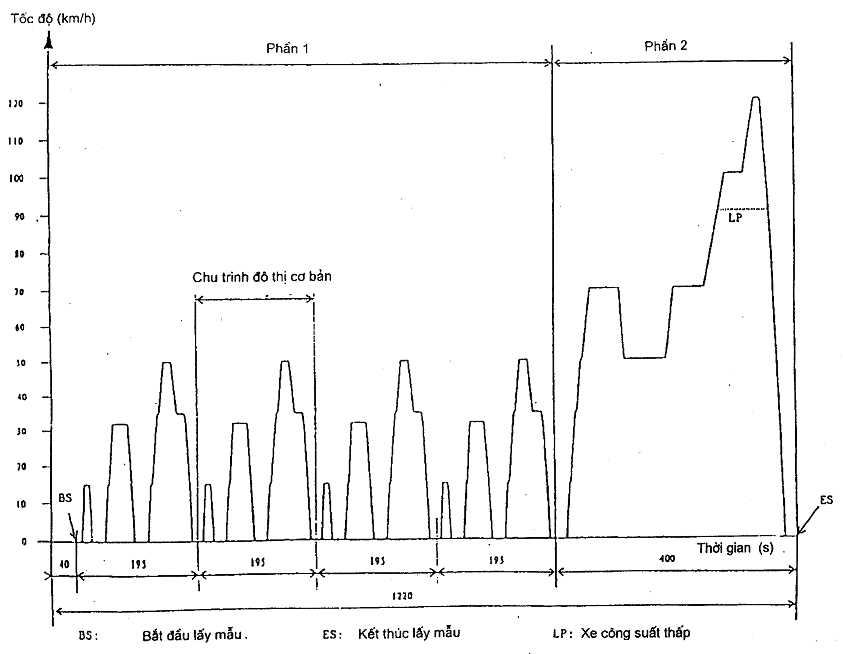 Tốc độ (km/h)
Phần 1
Phần 2
120
110
100
90
80
70
60
50
40
30
20
10
0
LP
Chu trình đô thị cơ bản
BS
ES
Thời gian (s)
40
195
195
195
195
400
1220
BS: Bắt đầu lấy mẫu.
ES: Kết thúc lấy mẫu
LP: Xe công suất thấp